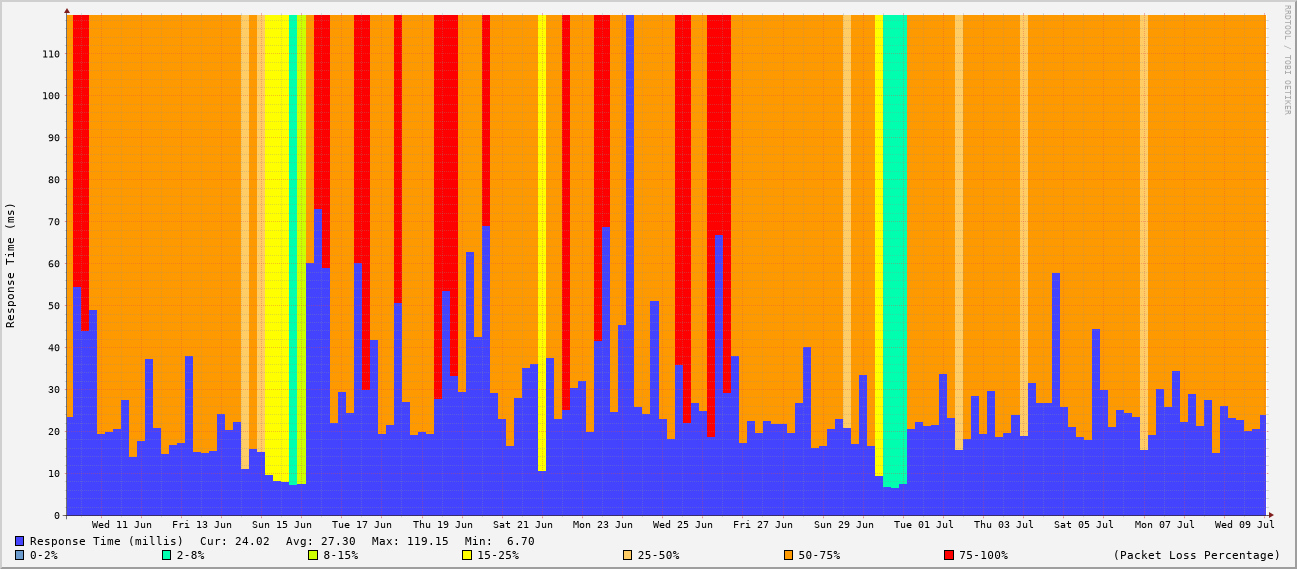 RRDTOOL / TOBI OETIKER
Response Time (ms)
110
100
90
80
70
60
50
40
30
20
10
0
Wed 11 Jun Fri 13 Jun Sun 15 Jun Tue 17 Jun Thu 19 Jun Sat 21 Jun Mon 23 Jun Wed 25 Jun Fri 27 Jun Sun 29 Jun Tue 01 Jul Thu 03 Jul Sat 05 Jul Mon 07 Jul Wed 09 Jul
Response Time (millis) Cur: 24.02 Avg: 27.30 Max: 119.15 Min: 6.70
0-2% 2-8% 8-15% 15-25% 25-50% 50-75% 75-100% (Packet Loss Percentage)